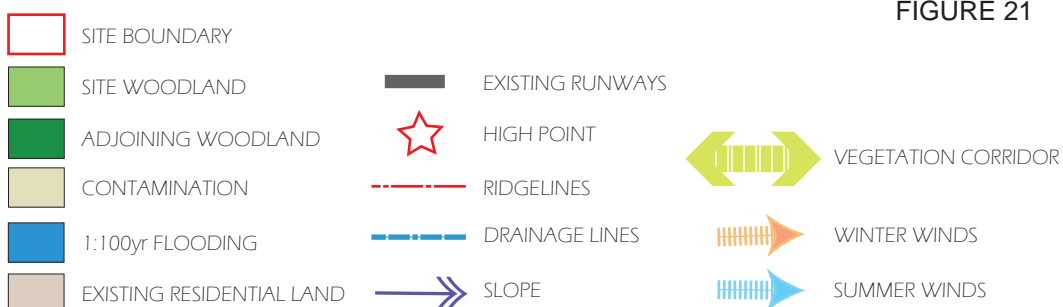 FIGURE 21
SITE BOUNDARY
SITE WOODLAND
ADJOINING WOODLAND
CONTAMINATION
1:100yr FLOODING
EXISTING RESIDENTIAL LAND
EXISTING RUNWAYS
HIGH POINT
RIDGELINES
DRAINAGE LINES
SLOPE
VEGETATION CORRIDOR
WINTER WINDS
SUMMER WINDS